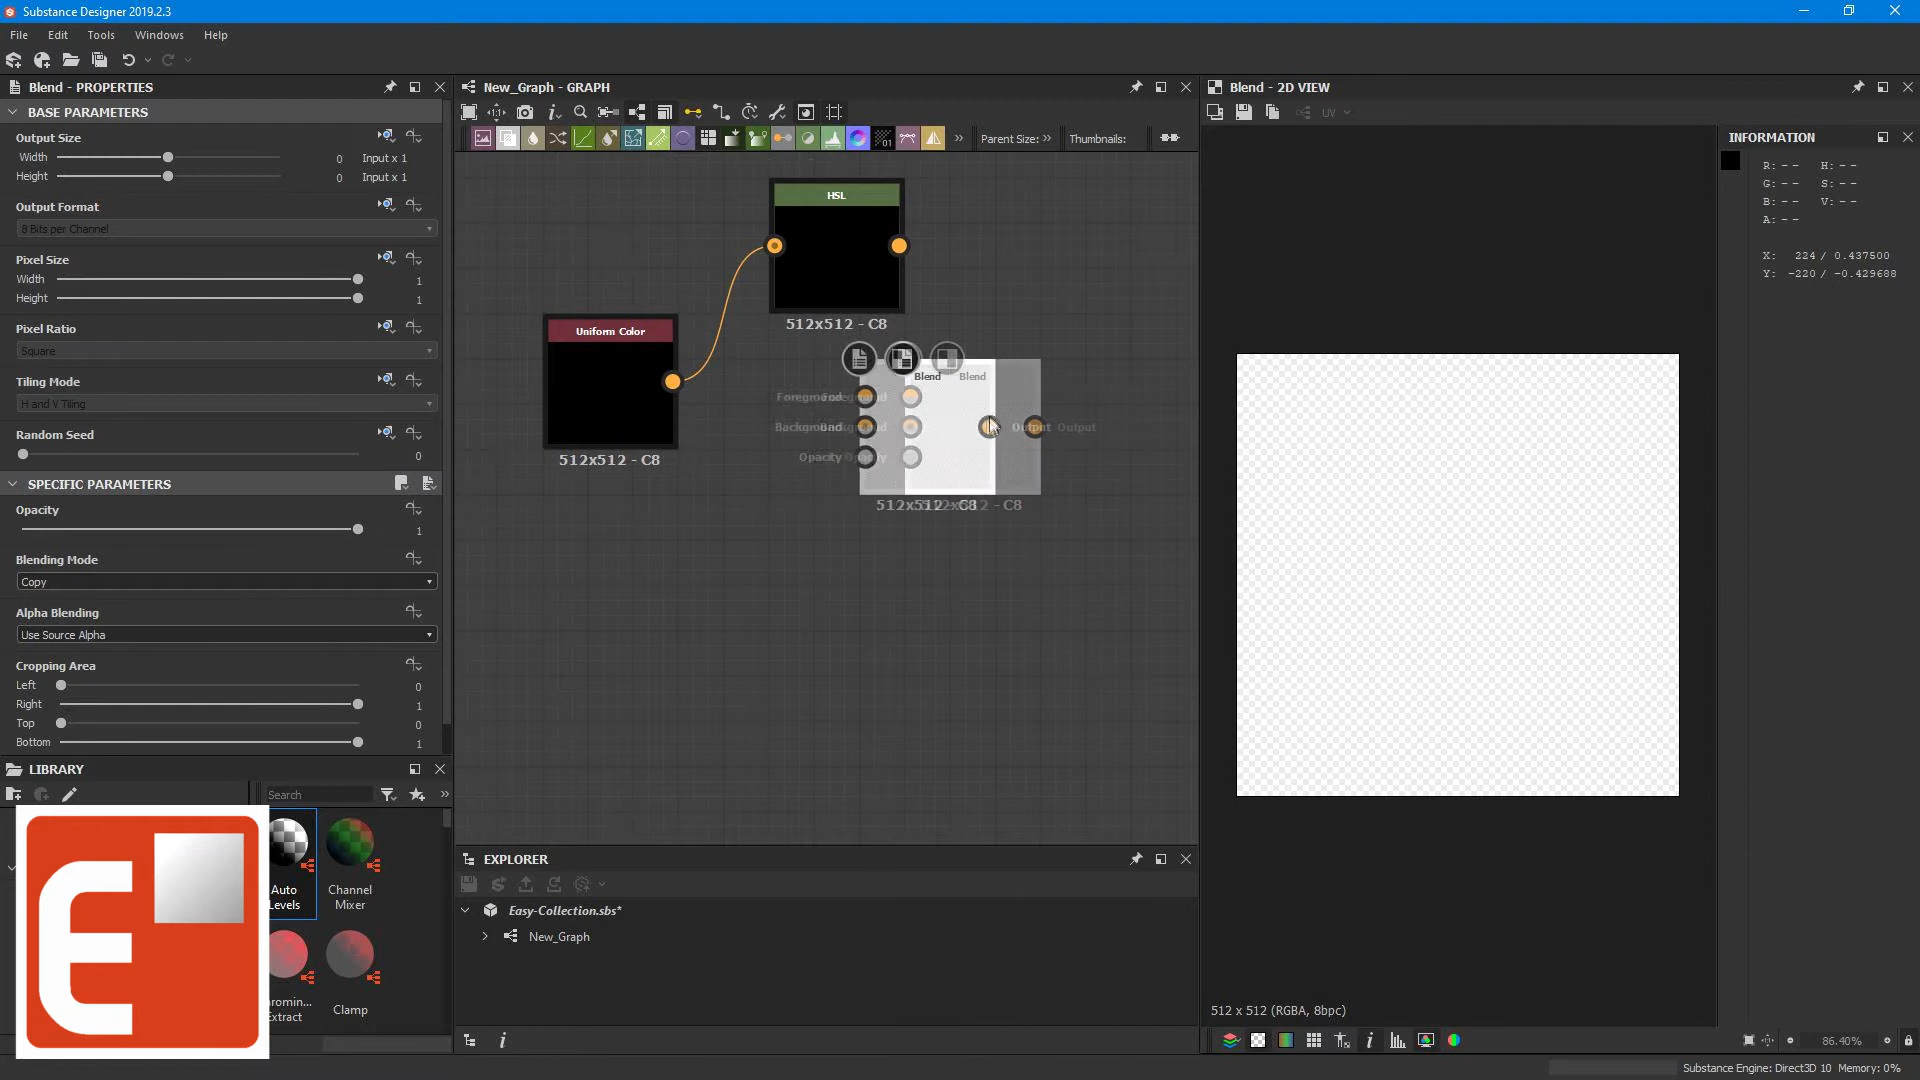 Substance Designer 2019.2.3
File Edit Tools Windows Help
Blend - PROPERTIES
BASE PARAMETERS
Output Size
Width 0 Input x 1
Height 0 Input x 1
Output Format
8 Bits per Channel
Pixel Size
Width 1
Height 1
Pixel Ratio
Square
Tiling Mode
H and V Tiling
Random Seed
0
SPECIFIC PARAMETERS
Opacity
1
Blending Mode
Copy
Alpha Blending
Use Source Alpha
Cropping Area
Left 0
Right 1
Top 0
Bottom 1
LIBRARY
Search
Auto Levels
Channel Mixer
Extract
Clamp
E
New_Graph - GRAPH
Parent Size: Thumbnails:
HSL
512x512 - C8
Uniform Color
512x512 - C8
Blend Blend
Foreground
Background
Opacity
Output Output
512x512 - C8
EXPLORER
Easy-Collection.sbs*
New_Graph
Blend - 2D VIEW
UV
INFORMATION
R: - - H: - -
G: - - S: - -
B: - - V: - -
A: - -
X: 224 / 0.437500
Y: -220 / -0.429688
512 x 512 (RGBA, 8bpc)
86.40%
Substance Engine: Direct3D 10 Memory: 0%